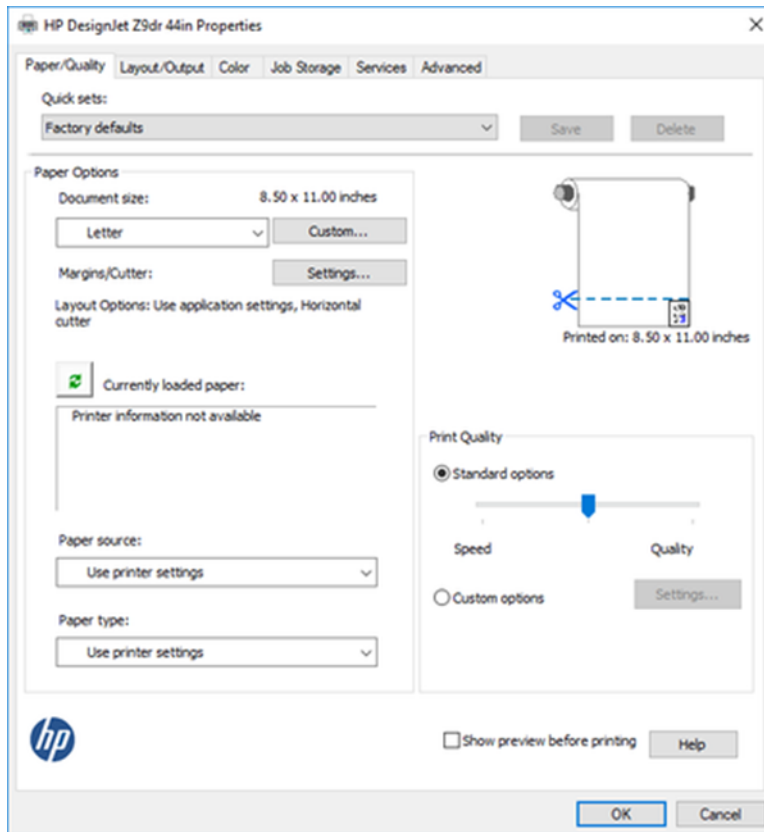 HP DesignJet Z9dr 44in Properties
Paper/Quality Layout/Output Color Job Storage Services Advanced
Quick sets:
Factory defaults Save Delete
Paper Options
Document size: 8.50 x 11.00 inches
Letter Custom...
Margins/Cutter: Settings...
Layout Options: Use application settings, Horizontal
cutter
Printed on: 8.50 x 11.00 inches
Currently loaded paper:
Printer information not available
Print Quality
Standard options
Speed Quality
Custom options Settings...
Paper source:
Use printer settings
Paper type:
Use printer settings
hp
Show preview before printing Help
OK Cancel